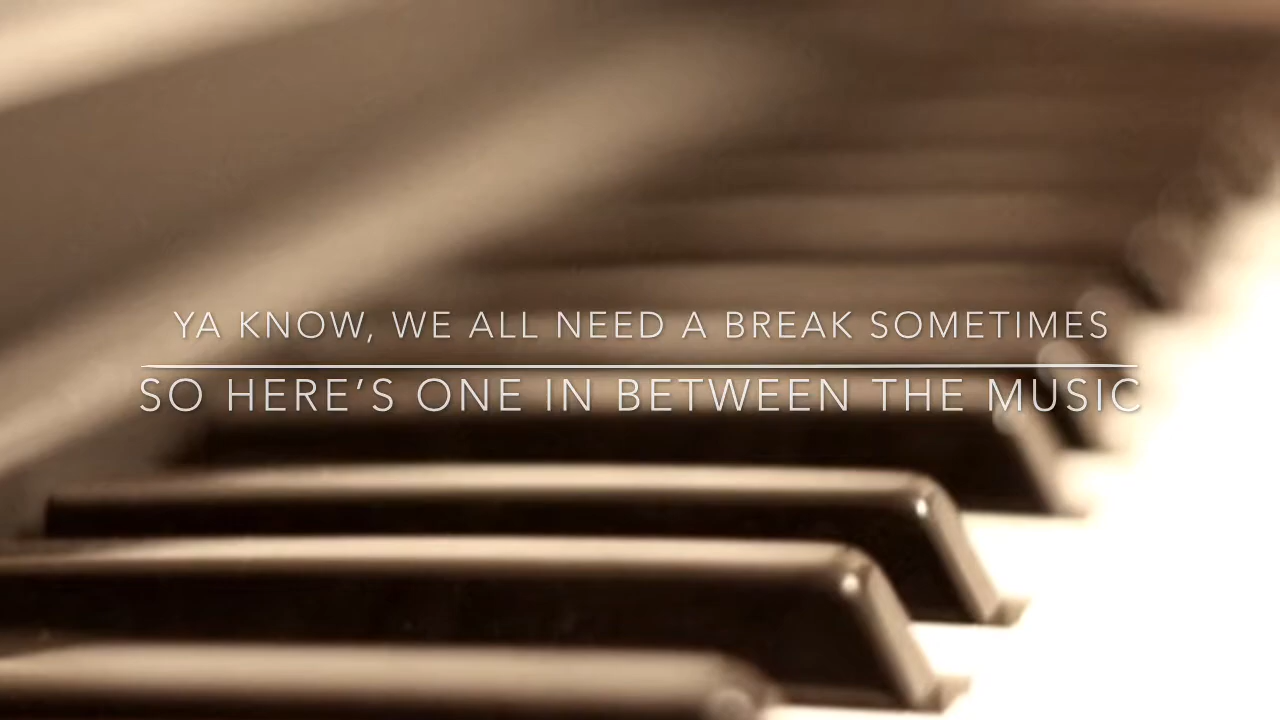 YA KNOW, WE ALL NEED A BREAK SOMETIMES
SO HERE’S ONE IN BETWEEN THE MUSIC